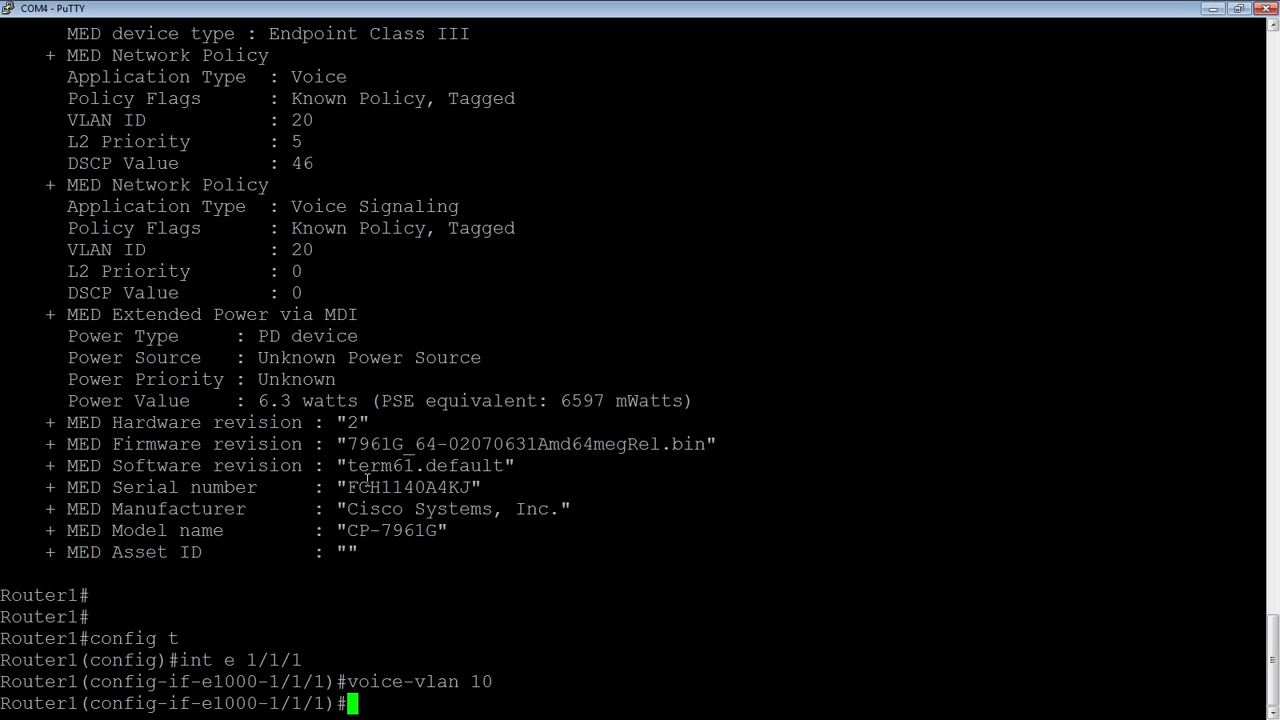 COM4 - PuTTY
MED device type : Endpoint Class III
+ MED Network Policy
Application Type : Voice
Policy Flags : Known Policy, Tagged
VLAN ID : 20
L2 Priority : 5
DSCP Value : 46
+ MED Network Policy
Application Type : Voice Signaling
Policy Flags : Known Policy, Tagged
VLAN ID : 20
L2 Priority : 0
DSCP Value : 0
+ MED Extended Power via MDI
Power Type : PD device
Power Source : Unknown Power Source
Power Priority : Unknown
Power Value : 6.3 watts (PSE equivalent: 6597 mWatts)
+ MED Hardware revision : "2"
+ MED Firmware revision : "7961G_64-02070631Amd64megRel.bin"
+ MED Software revision : "term61.default"
+ MED Serial number : "FCH1140A4KJ"
+ MED Manufacturer : "Cisco Systems, Inc."
+ MED Model name : "CP-7961G"
+ MED Asset ID : ""
Router1#
Router1#
Router1#config t
Router1(config)#int e 1/1/1
Router1(config-if-e1000-1/1/1)#voice-vlan 10
Router1(config-if-e1000-1/1/1)#